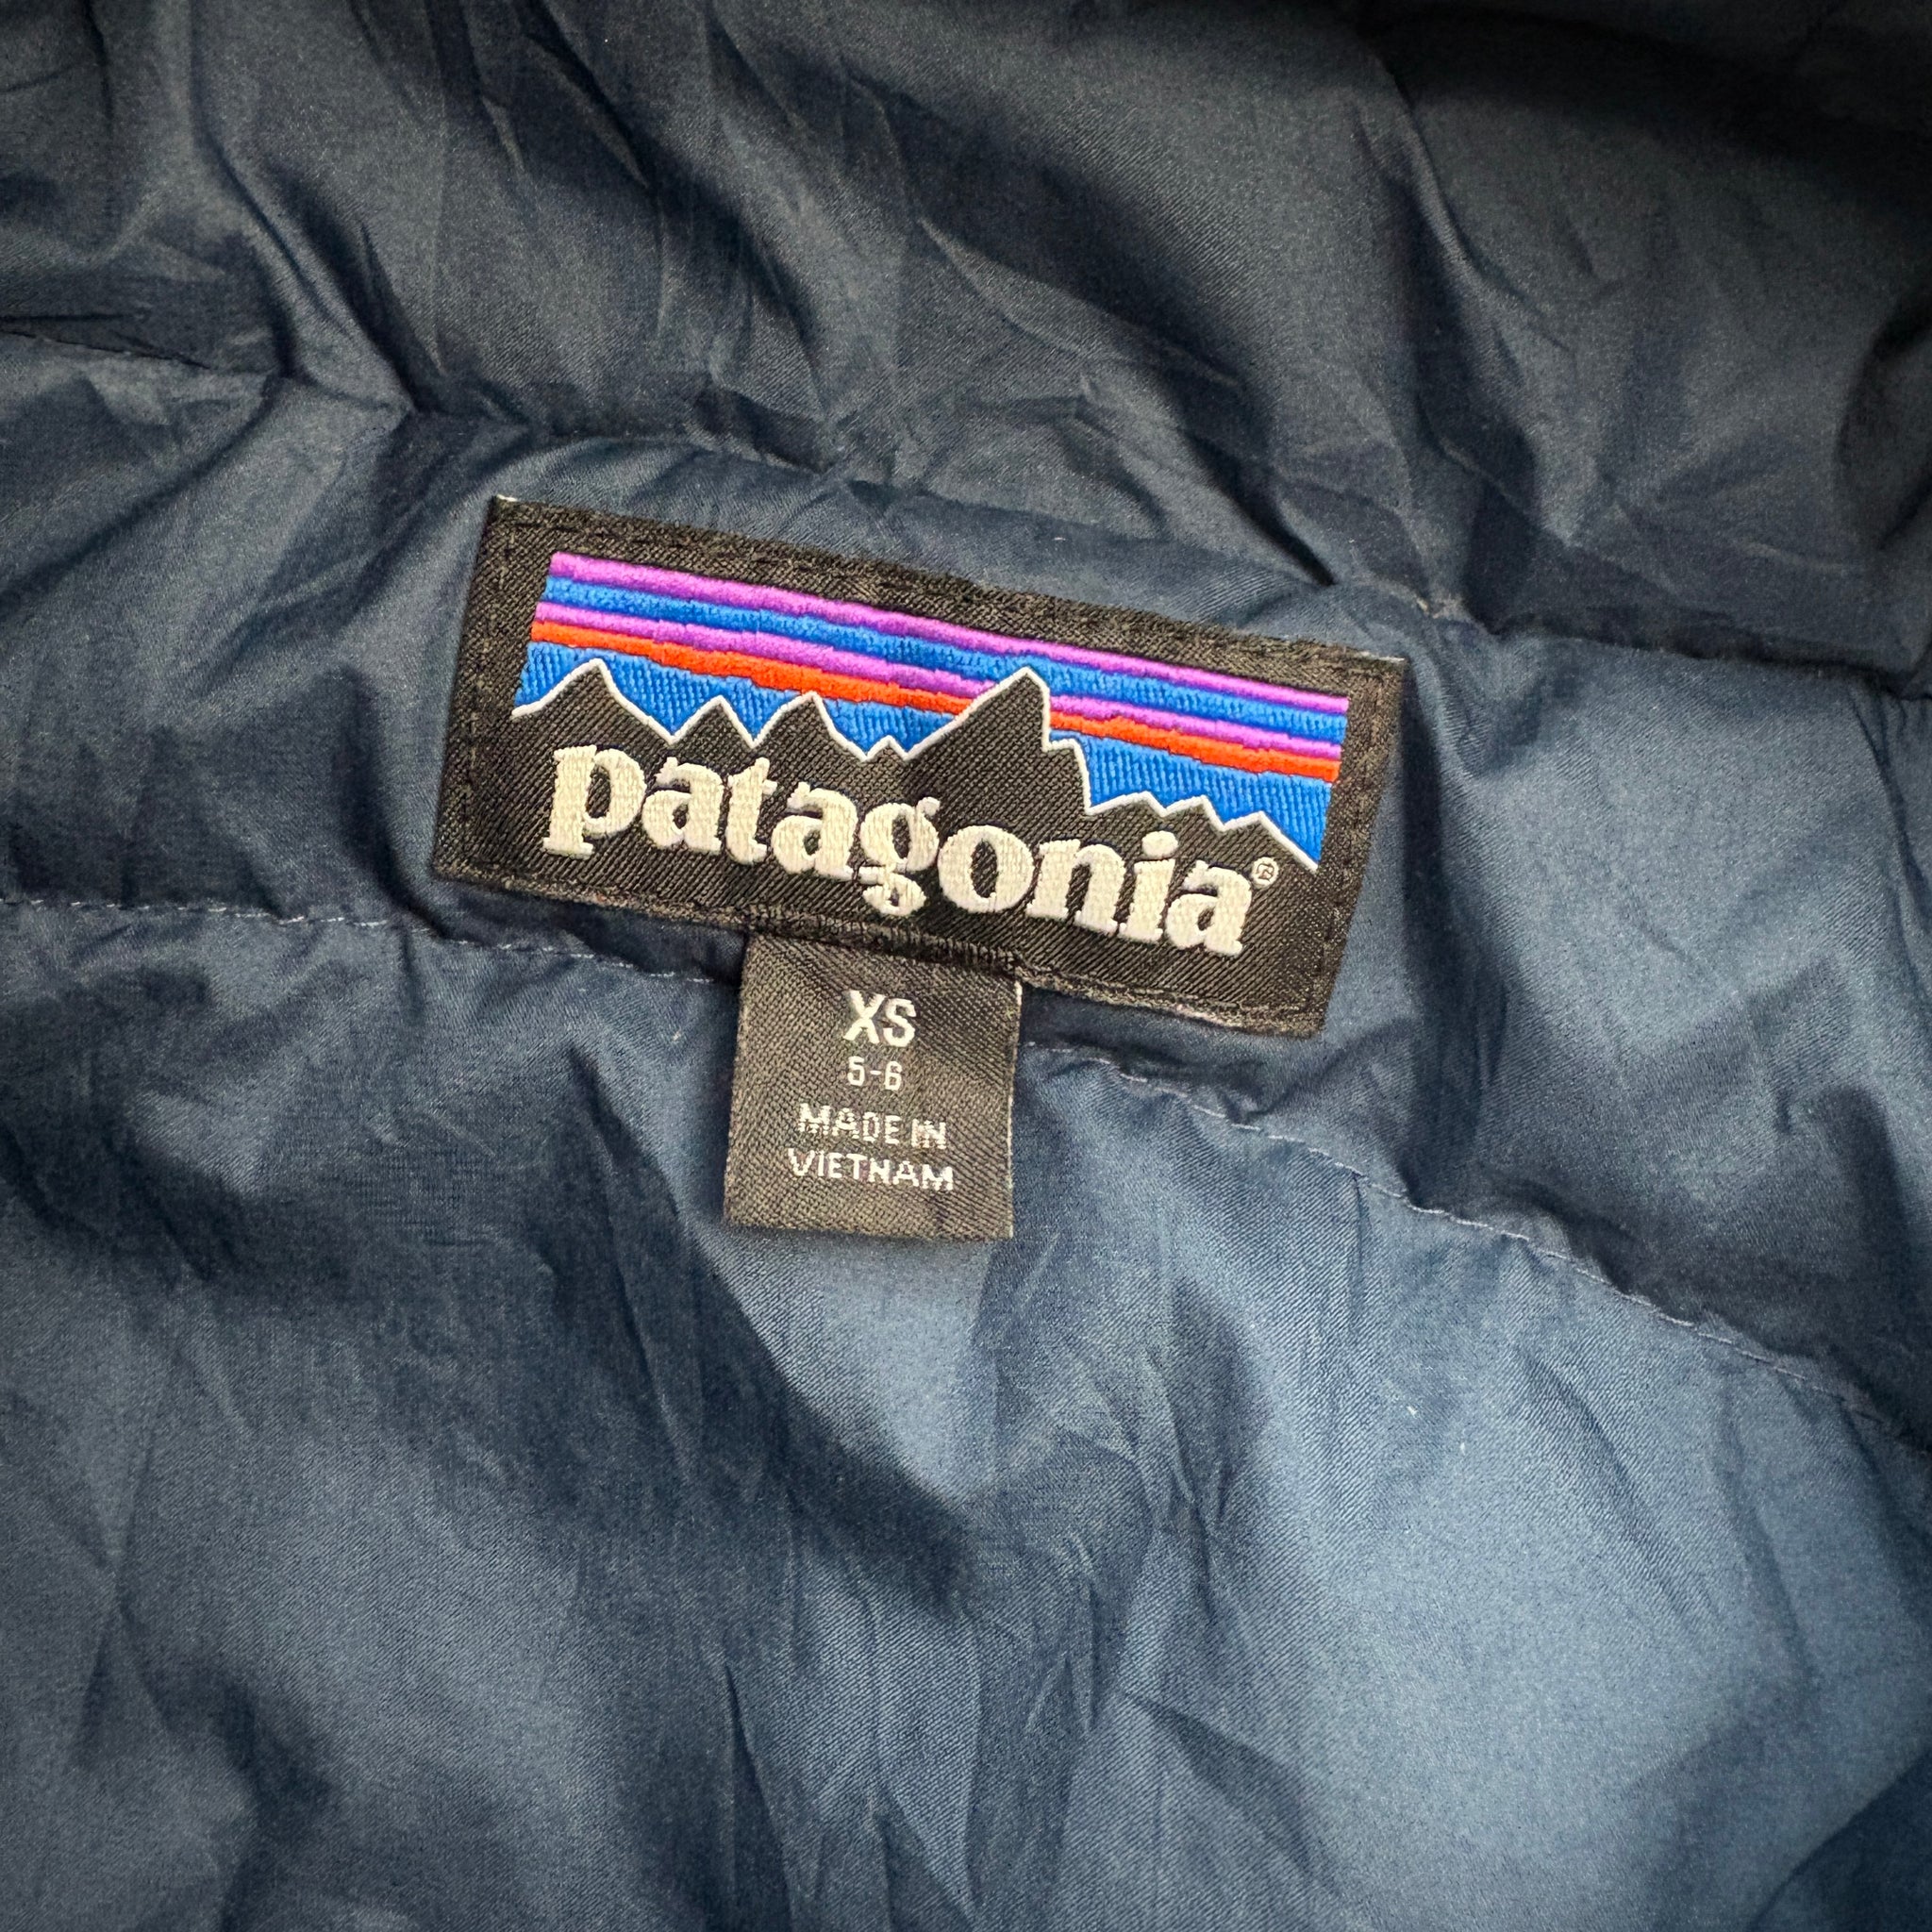 patagonia®
XS
5-6
MADE IN
VIETNAM